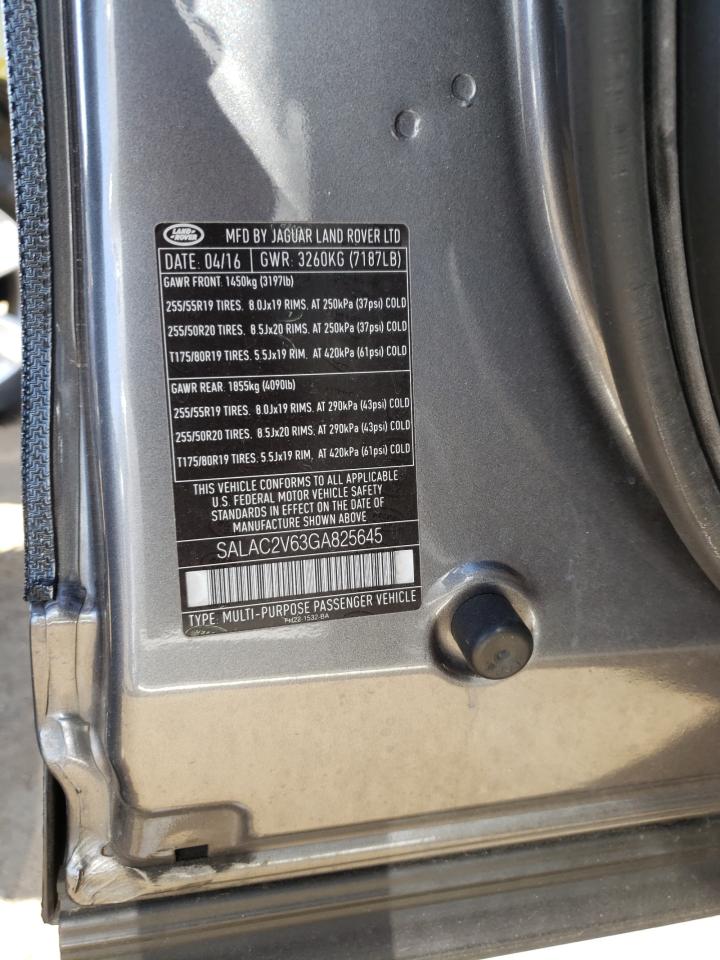 LAND ROVER MFD BY JAGUAR LAND ROVER LTD
DATE: 04/16 GWR: 3260KG (7187LB)
GAWR FRONT: 1450kg (3197lb)
255/55R19 TIRES. 8.0Jx19 RIMS. AT 250kPa (37psi) COLD
255/50R20 TIRES. 8.5Jx20 RIMS. AT 250kPa (37psi) COLD
T175/80R19 TIRES. 5.5Jx19 RIM. AT 420kPa (61psi) COLD
GAWR REAR: 1855kg (4090lb)
255/55R19 TIRES. 8.0Jx19 RIMS. AT 290kPa (43psi) COLD
255/50R20 TIRES. 8.5Jx20 RIMS. AT 290kPa (43psi) COLD
T175/80R19 TIRES. 5.5Jx19 RIM. AT 420kPa (61psi) COLD
THIS VEHICLE CONFORMS TO ALL APPLICABLE
U.S. FEDERAL MOTOR VEHICLE SAFETY
STANDARDS IN EFFECT ON THE DATE OF
MANUFACTURE SHOWN ABOVE
SALAC2V63GA825645
TYPE: MULTI-PURPOSE PASSENGER VEHICLE
FH22-1532-BA